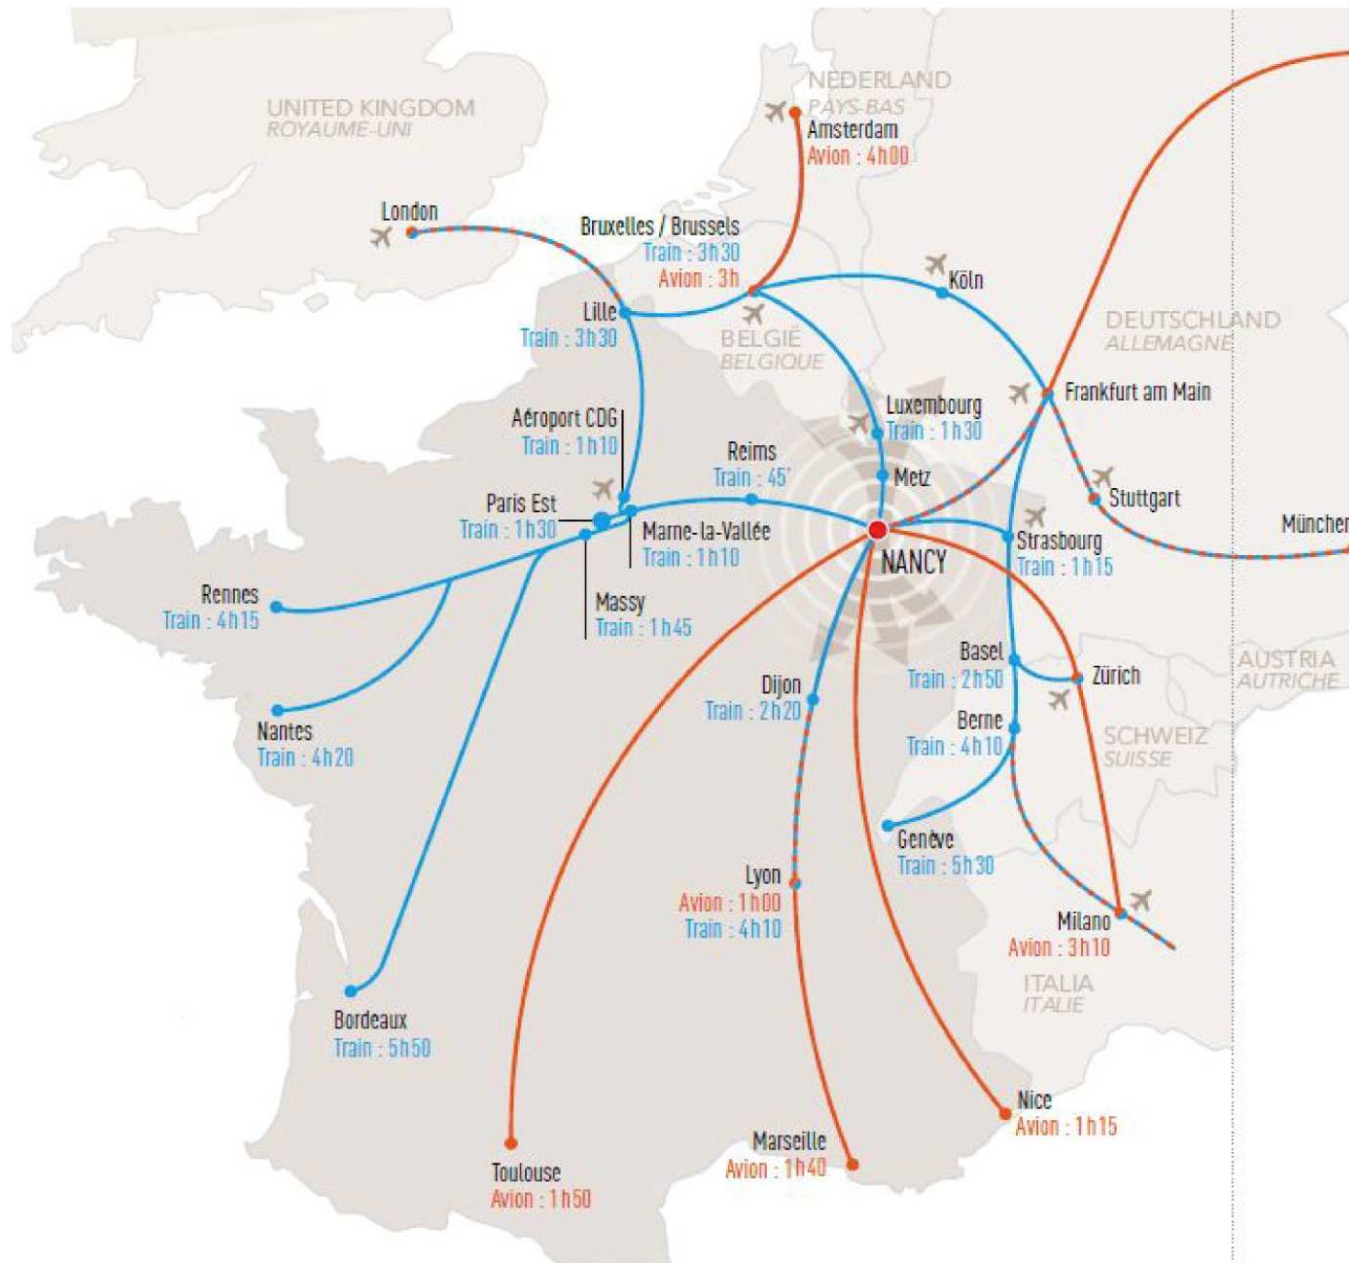 UNITED KINGDOM
ROYAUME-UNI
NEDERLAND
PAYS-BAS
Amsterdam
Avion : 4h00
London
Bruxelles / Brussels
Train : 3h30
Avion : 3h
Köln
Lille
Train : 3h30
BELGIË
BELGIQUE
DEUTSCHLAND
ALLEMAGNE
Frankfurt am Main
Luxembourg
Train : 1h30
Aéroport CDG
Train : 1h10
Reims
Train : 45'
Metz
Stuttgart
Paris Est
Train : 1h30
Marne-la-Vallée
Train : 1h10
NANCY
Strasbourg
Train : 1h15
München
Rennes
Train : 4h15
Massy
Train : 1h45
Basel
Train : 2h50
Zürich
AUSTRIA
AUTRICHE
Dijon
Train : 2h20
Nantes
Train : 4h20
Berne
Train : 4h10
SCHWEIZ
SUISSE
Genève
Train : 5h30
Lyon
Avion : 1h00
Train : 4h10
Milano
Avion : 3h10
ITALIA
ITALIE
Bordeaux
Train : 5h50
Nice
Avion : 1h15
Marseille
Avion : 1h40
Toulouse
Avion : 1h50